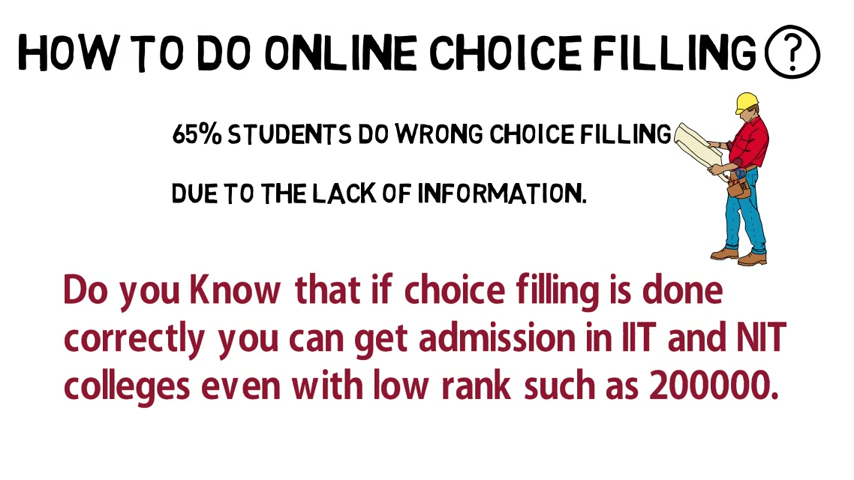 HOW TO DO ONLINE CHOICE FILLING ?
65% STUDENTS DO WRONG CHOICE FILLING
DUE TO THE LACK OF INFORMATION.
Do you Know that if choice filling is done
correctly you can get admission in IIT and NIT
colleges even with low rank such as 200000.